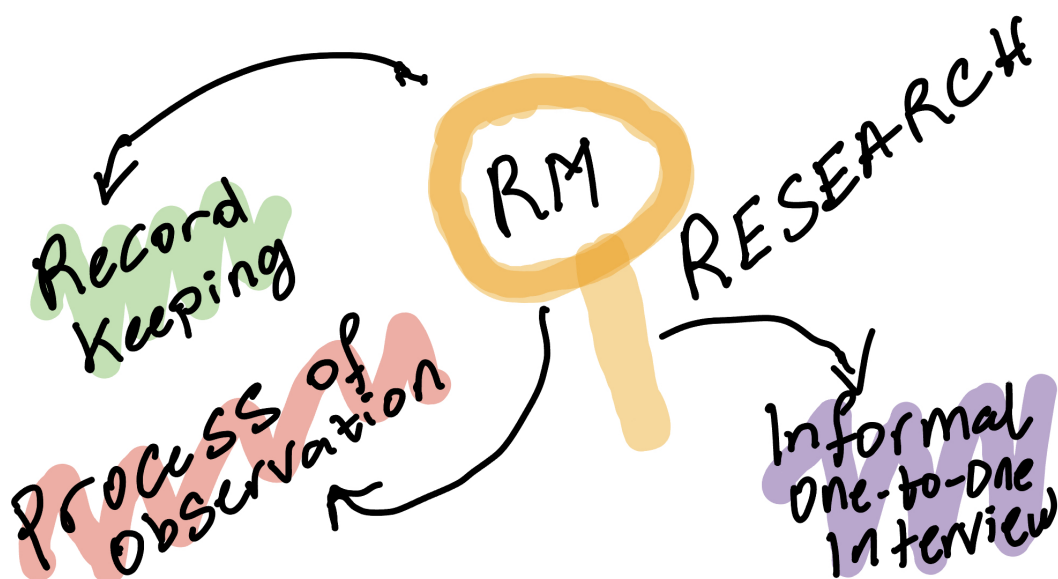 RM
RESEARCH
Record
Keeping
Process of
Observation
Informal
One-to-One
Interview